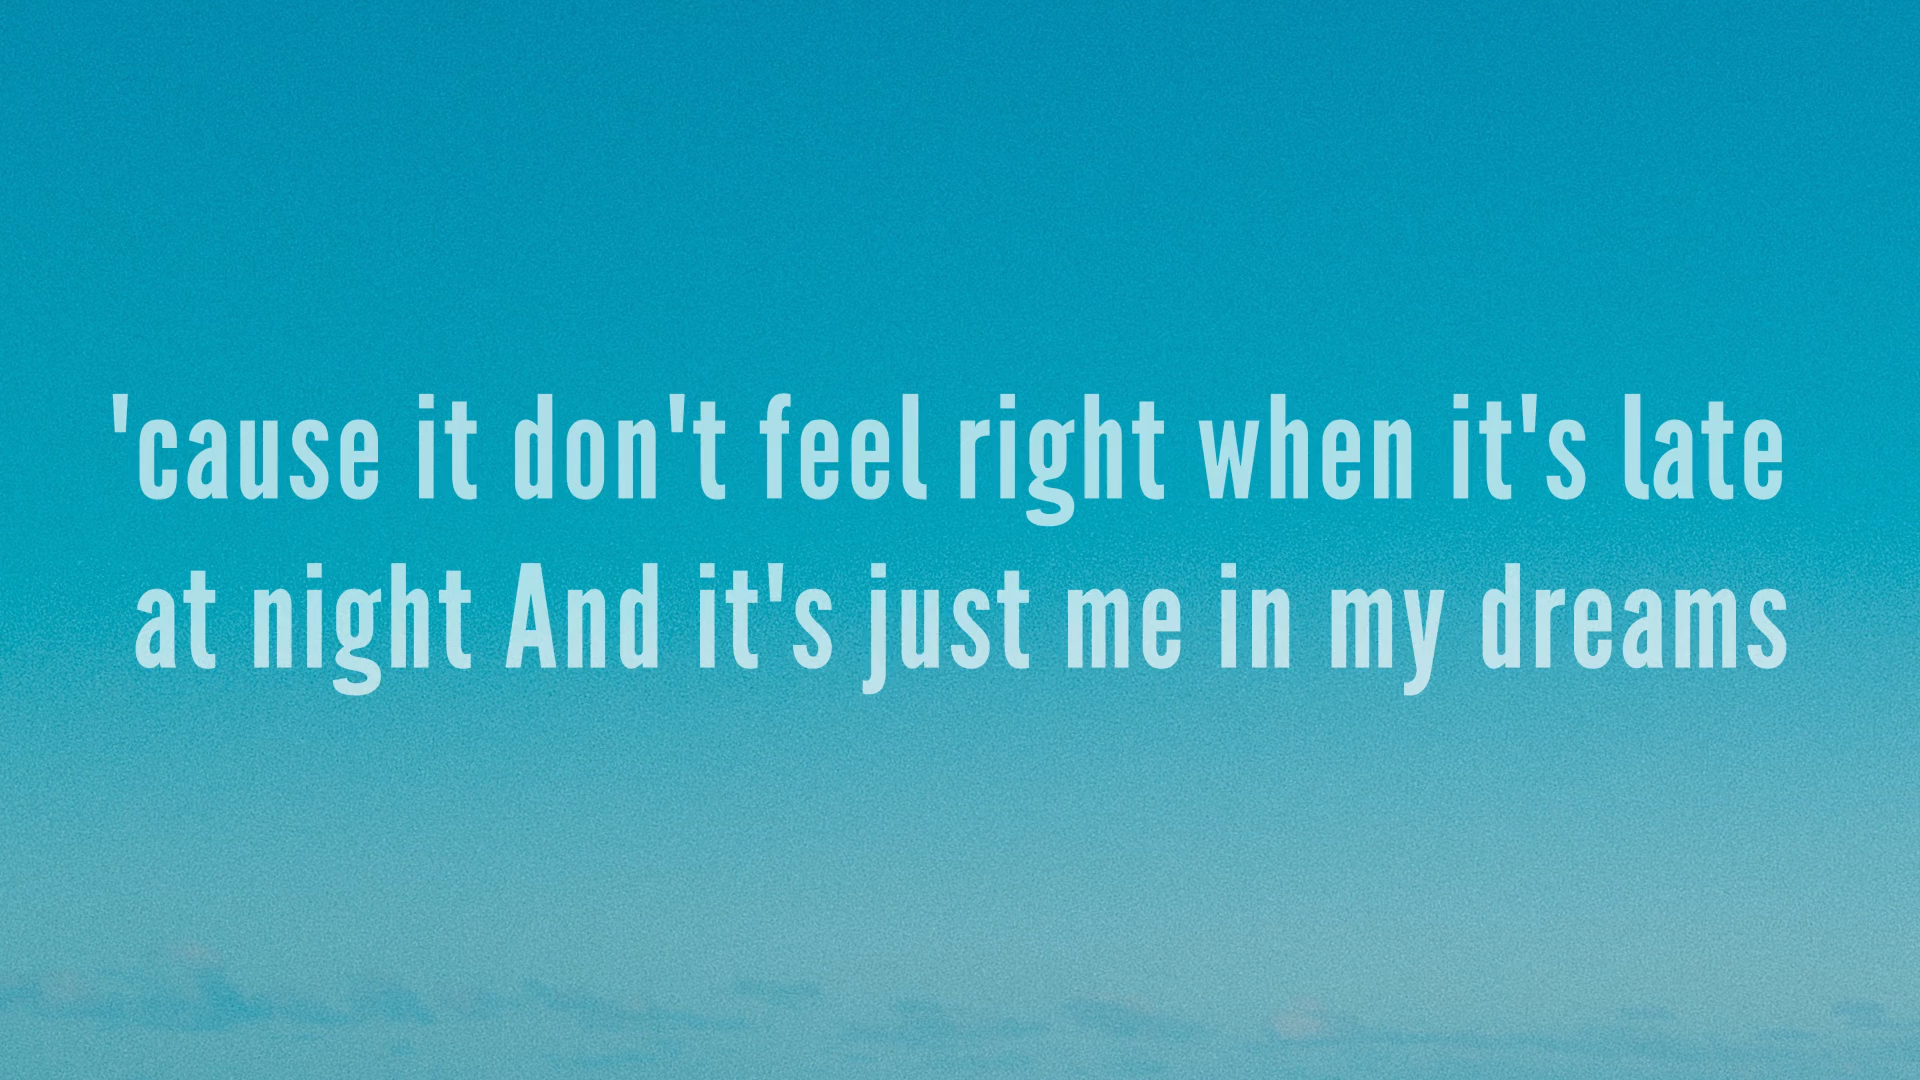 'cause it don't feel right when it's late
at night And it's just me in my dreams